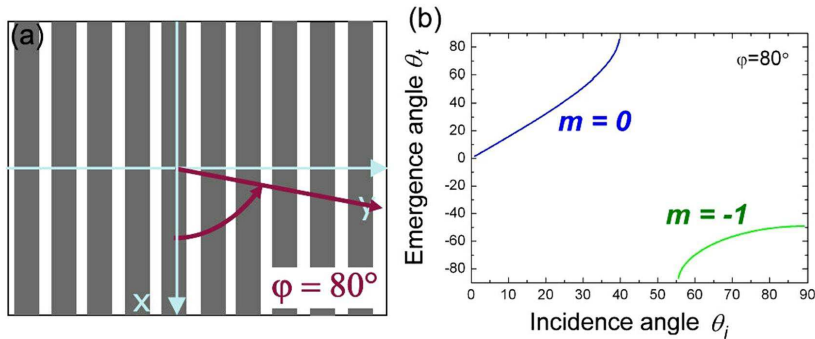 (a)
x
y
φ = 80°
(b)
Emergence angle θt
80
60
40
20
0
-20
-40
-60
-80
φ=80°
m = 0
m = -1
0 10 20 30 40 50 60 70 80 90
Incidence angle θi